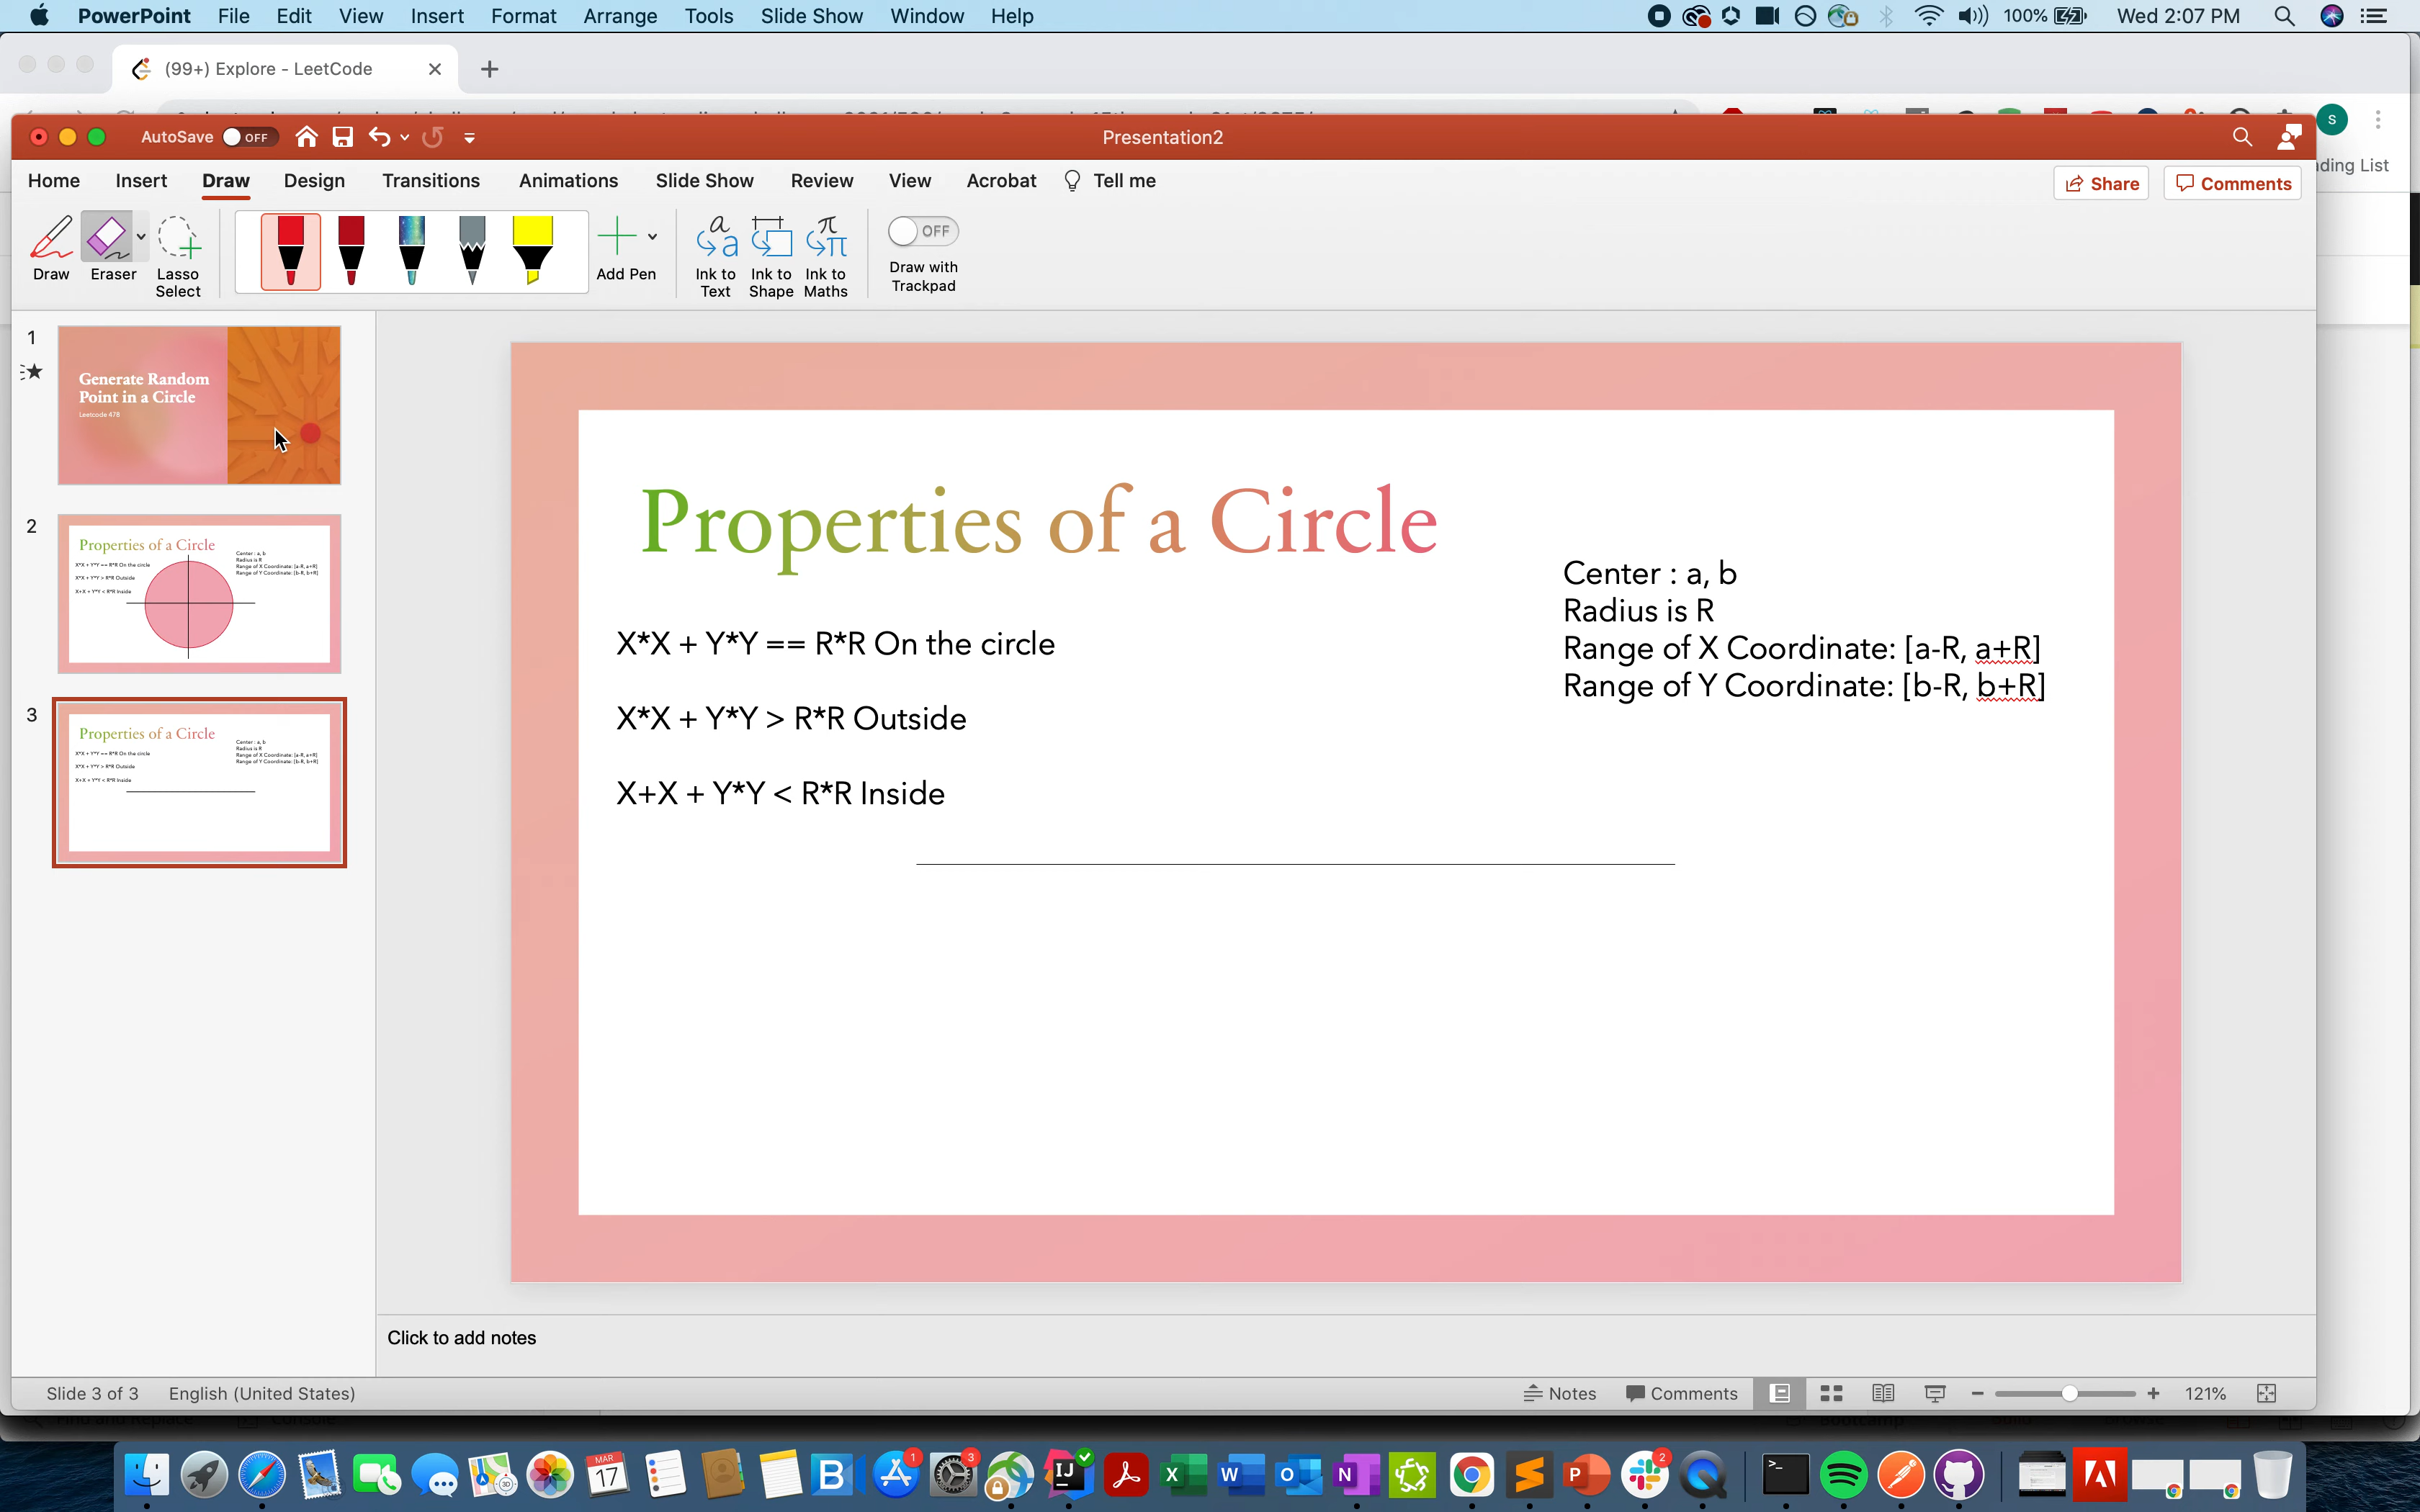 PowerPoint File Edit View Insert Format Arrange Tools Slide Show Window Help 100% Wed 2:07 PM
(99+) Explore - LeetCode
S
AutoSave OFF Presentation2
ding List
Home Insert Draw Design Transitions Animations Slide Show Review View Acrobat Tell me Share Comments
Draw Eraser Lasso Select Add Pen Ink to Text Ink to Shape Ink to Maths OFF Draw with Trackpad
1
Generate Random
Point in a Circle
Leetcode 478
2
Properties of a Circle
X*X + Y*Y == R*R On the circle
X*X + Y*Y > R*R Outside
X+X + Y*Y < R*R Inside
Center : a, b
Radius is R
Range of X Coordinate: [a-R, a+R]
Range of Y Coordinate: [b-R, b+R]
3
Properties of a Circle
X*X + Y*Y == R*R On the circle
X*X + Y*Y > R*R Outside
X+X + Y*Y < R*R Inside
Center : a, b
Radius is R
Range of X Coordinate: [a-R, a+R]
Range of Y Coordinate: [b-R, b+R]
Properties of a Circle
X*X + Y*Y == R*R On the circle
X*X + Y*Y > R*R Outside
X+X + Y*Y < R*R Inside
Center : a, b
Radius is R
Range of X Coordinate: [a-R, a+R]
Range of Y Coordinate: [b-R, b+R]
Click to add notes
Slide 3 of 3 English (United States) Notes Comments 121%
MAR
17
1
3
2